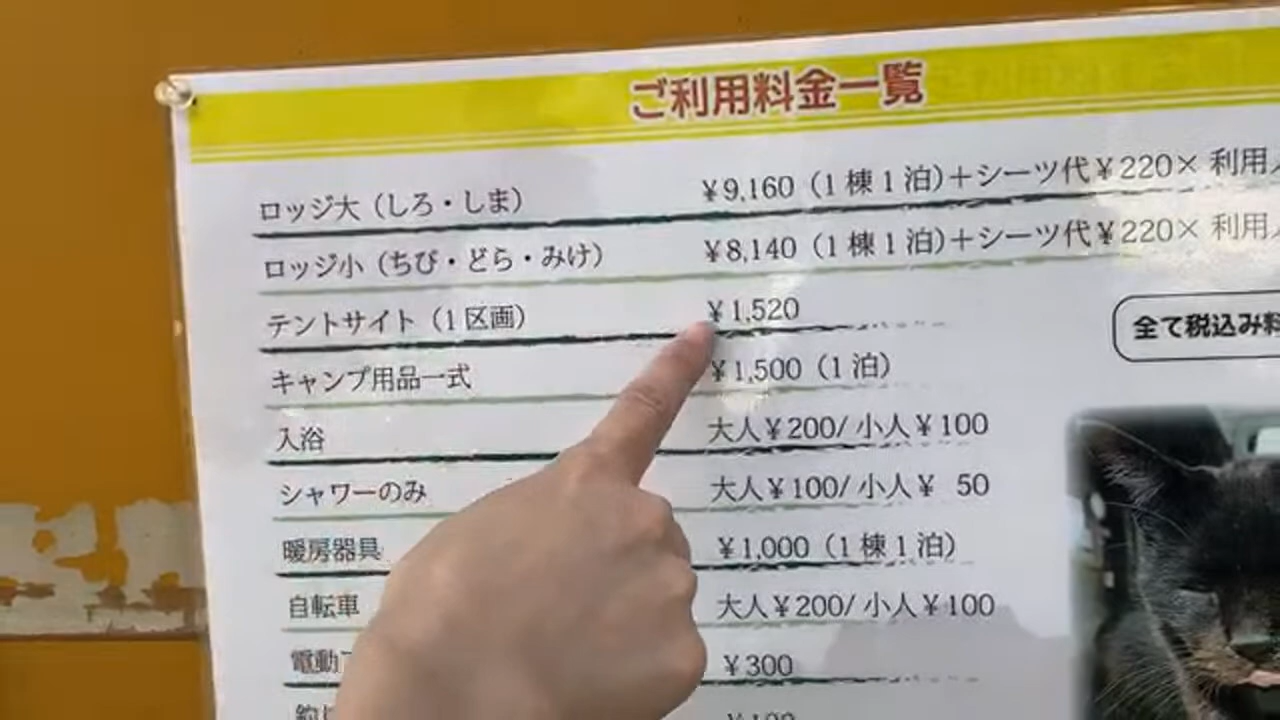 ご利用料金一覧
ロッジ大（しろ・しま） ¥9,160（1棟1泊）＋シーツ代¥220× 利用
ロッジ小（ちび・どら・みけ） ¥8,140（1棟1泊）＋シーツ代¥220× 利用
テントサイト（1区画） ¥1,520
全て税込み料
キャンプ用品一式 ¥1,500（1泊）
入浴 大人¥200/ 小人¥100
シャワーのみ 大人¥100/ 小人¥ 50
暖房器具 ¥1,000（1棟1泊）
自転車 大人¥200/ 小人¥100
電動 ¥300